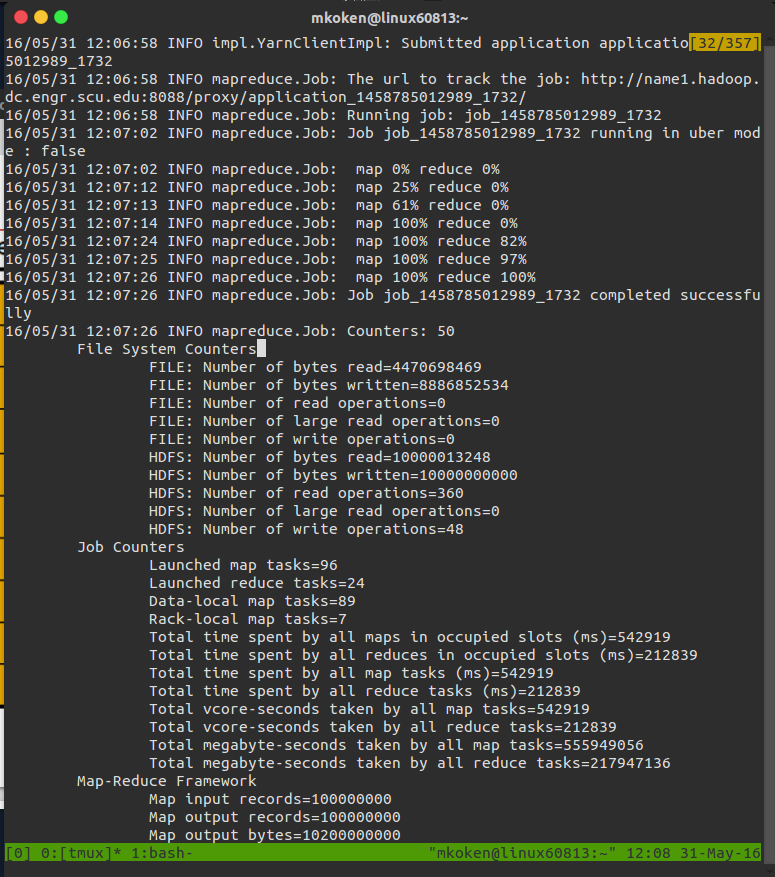 mkoken@linux60813:~
16/05/31 12:06:58 INFO impl.YarnClientImpl: Submitted application applicatio[32/357]
5012989_1732
16/05/31 12:06:58 INFO mapreduce.Job: The url to track the job: http://name1.hadoop.
dc.engr.scu.edu:8088/proxy/application_1458785012989_1732/
16/05/31 12:06:58 INFO mapreduce.Job: Running job: job_1458785012989_1732
16/05/31 12:07:02 INFO mapreduce.Job: Job job_1458785012989_1732 running in uber mod
e : false
16/05/31 12:07:02 INFO mapreduce.Job:  map 0% reduce 0%
16/05/31 12:07:12 INFO mapreduce.Job:  map 25% reduce 0%
16/05/31 12:07:13 INFO mapreduce.Job:  map 61% reduce 0%
16/05/31 12:07:14 INFO mapreduce.Job:  map 100% reduce 0%
16/05/31 12:07:24 INFO mapreduce.Job:  map 100% reduce 82%
16/05/31 12:07:25 INFO mapreduce.Job:  map 100% reduce 97%
16/05/31 12:07:26 INFO mapreduce.Job:  map 100% reduce 100%
16/05/31 12:07:26 INFO mapreduce.Job: Job job_1458785012989_1732 completed successfu
lly
16/05/31 12:07:26 INFO mapreduce.Job: Counters: 50
File System Counters
FILE: Number of bytes read=4470698469
FILE: Number of bytes written=8886852534
FILE: Number of read operations=0
FILE: Number of large read operations=0
FILE: Number of write operations=0
HDFS: Number of bytes read=10000013248
HDFS: Number of bytes written=10000000000
HDFS: Number of read operations=360
HDFS: Number of large read operations=0
HDFS: Number of write operations=48
Job Counters
Launched map tasks=96
Launched reduce tasks=24
Data-local map tasks=89
Rack-local map tasks=7
Total time spent by all maps in occupied slots (ms)=542919
Total time spent by all reduces in occupied slots (ms)=212839
Total time spent by all map tasks (ms)=542919
Total time spent by all reduce tasks (ms)=212839
Total vcore-seconds taken by all map tasks=542919
Total vcore-seconds taken by all reduce tasks=212839
Total megabyte-seconds taken by all map tasks=555949056
Total megabyte-seconds taken by all reduce tasks=217947136
Map-Reduce Framework
Map input records=100000000
Map output records=100000000
Map output bytes=10200000000
[0] 0:[tmux]* 1:bash- "mkoken@linux60813:~" 12:08 31-May-16